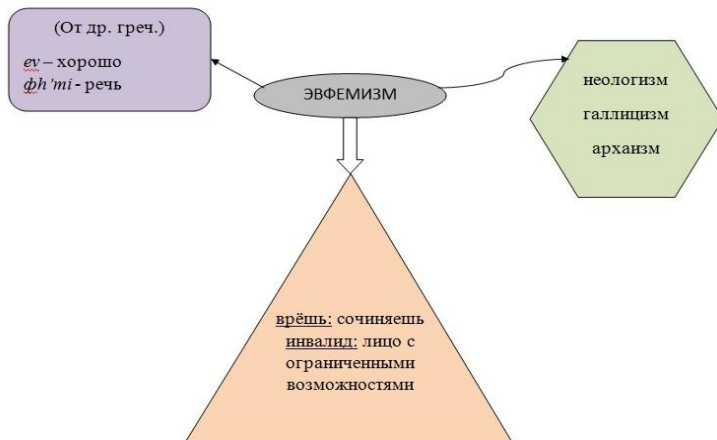 (От др. греч.)
ev – хорошо
фh'mi - речь
ЭВФЕМИЗМ
неологизм
галлицизм
архаизм
врёшь: сочиняешь
инвалид: лицо с
ограниченными
возможностями